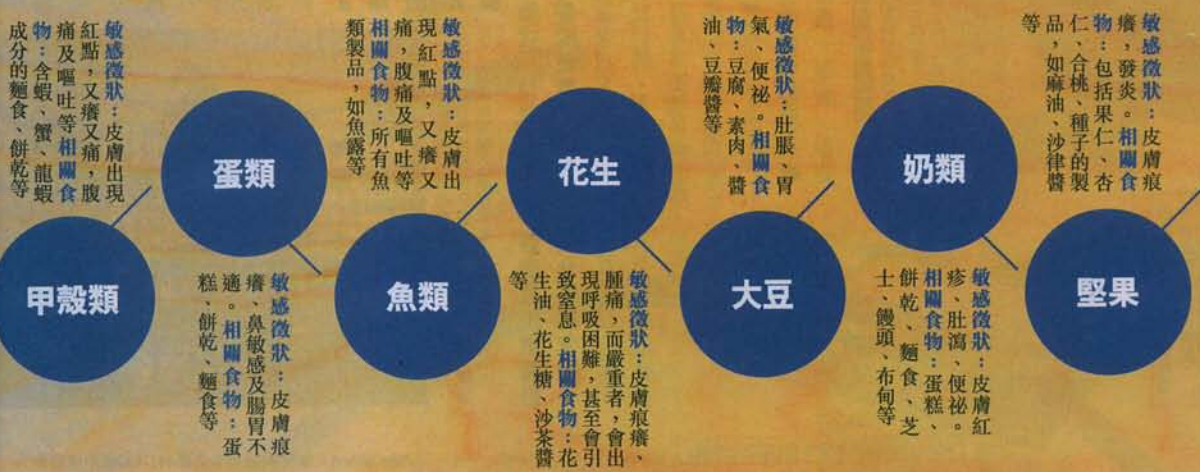 堅果
敏感徵狀：皮膚痕
癢，發炎。相關食
物：包括果仁、杏
仁、合桃、種子的製
品，如麻油、沙律醬
等
奶類
敏感徵狀：皮膚紅
疹、肚瀉、便祕。
相關食物：蛋糕、
餅乾、麵食、芝
士、饅頭、布甸等
大豆
敏感徵狀：肚脹、胃
氣、便祕。相關食
物：豆腐、素肉、醬
油、豆瓣醬等
花生
敏感徵狀：皮膚痕癢、
腫痛，而嚴重者，會出
現呼吸困難，甚至會引
致窒息。相關食物：花
生油、花生糖、沙茶醬
等
魚類
敏感徵狀：皮膚出
現紅點，又癢又
痛，腹痛及嘔吐等
相關食物：所有魚
類製品，如魚露等
蛋類
敏感徵狀：皮膚痕
癢、鼻敏感及腸胃不
適。相關食物：蛋
糕、餅乾、麵食等
甲殼類
敏感徵狀：皮膚出現
紅點，又癢又痛，腹
痛及嘔吐等相關食
物：含蝦、蟹、龍蝦
成分的麵食、餅乾等